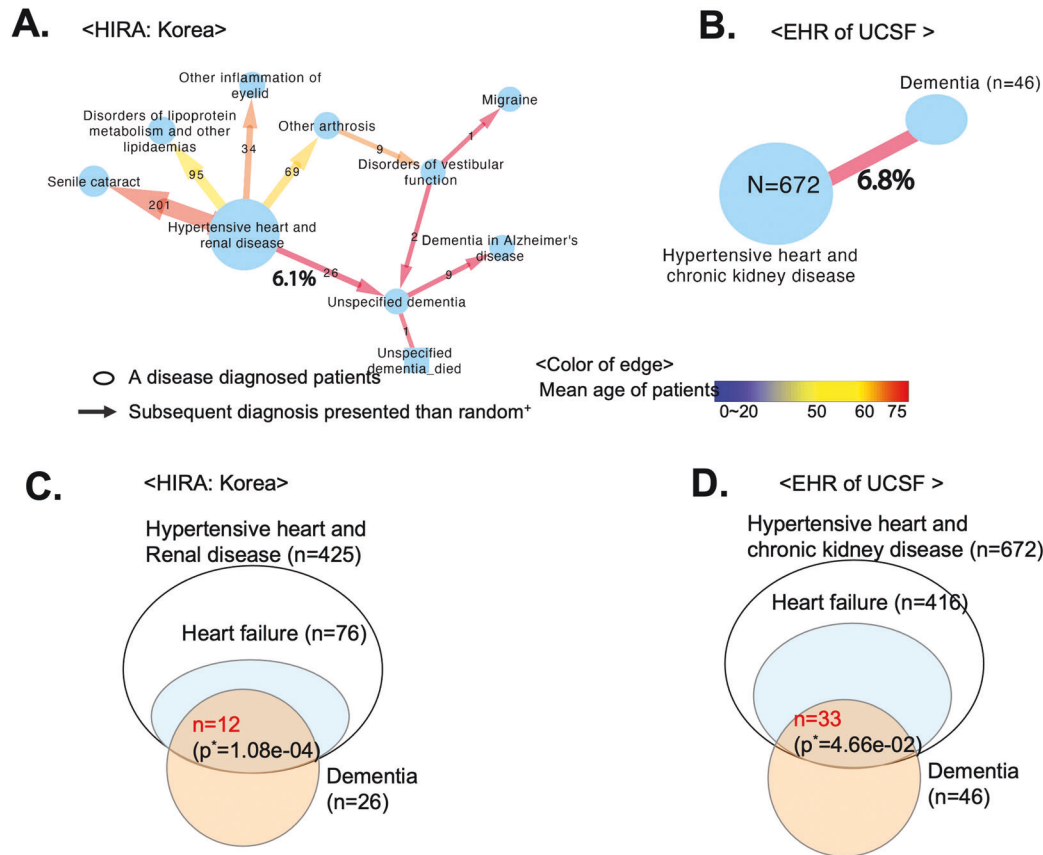 A.
<HIRA: Korea>
Other inflammation of
eyelid
Disorders of lipoprotein
metabolism and other
lipidaemias
Other arthrosis
Migraine
Senile cataract
Disorders of vestibular
function
34
95
69
9
1
201
Hypertensive heart and
renal disease
2
Dementia in Alzheimer's
disease
6.1%
26
9
Unspecified dementia
1
Unspecified
dementia_died
A disease diagnosed patients
Subsequent diagnosis presented than random+
B.
<EHR of UCSF >
Dementia (n=46)
N=672
6.8%
Hypertensive heart and
chronic kidney disease
<Color of edge>
Mean age of patients
0~20 50 60 75
C.
<HIRA: Korea>
Hypertensive heart and
Renal disease (n=425)
Heart failure (n=76)
n=12
(p*=1.08e-04)
Dementia
(n=26)
D.
<EHR of UCSF >
Hypertensive heart and
chronic kidney disease (n=672)
Heart failure (n=416)
n=33
(p*=4.66e-02)
Dementia
(n=46)